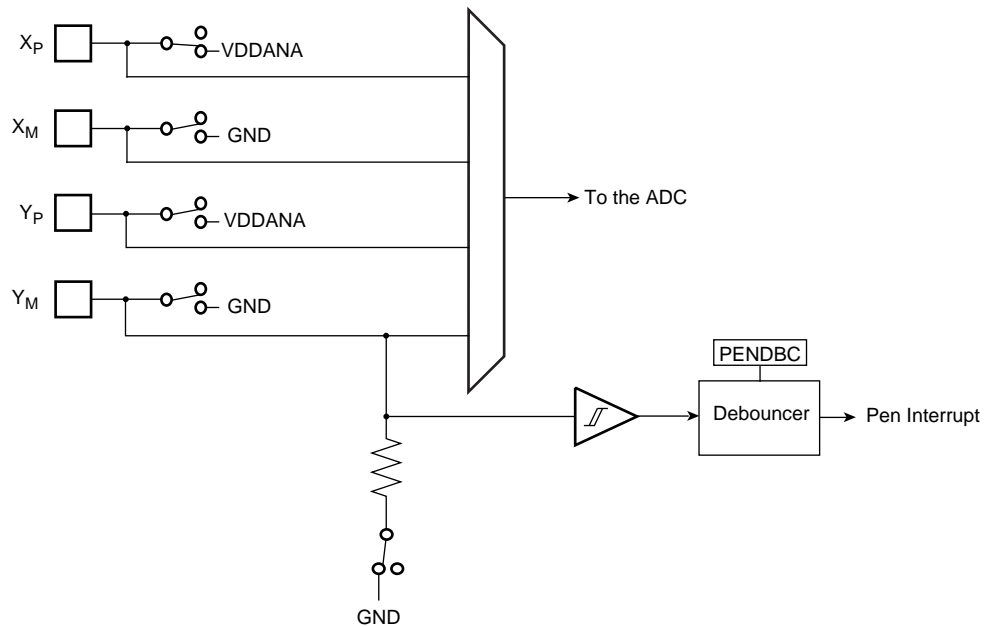 XP
VDDANA
XM
GND
YP
VDDANA
To the ADC
YM
GND
PENDBC
Debouncer
Pen Interrupt
GND